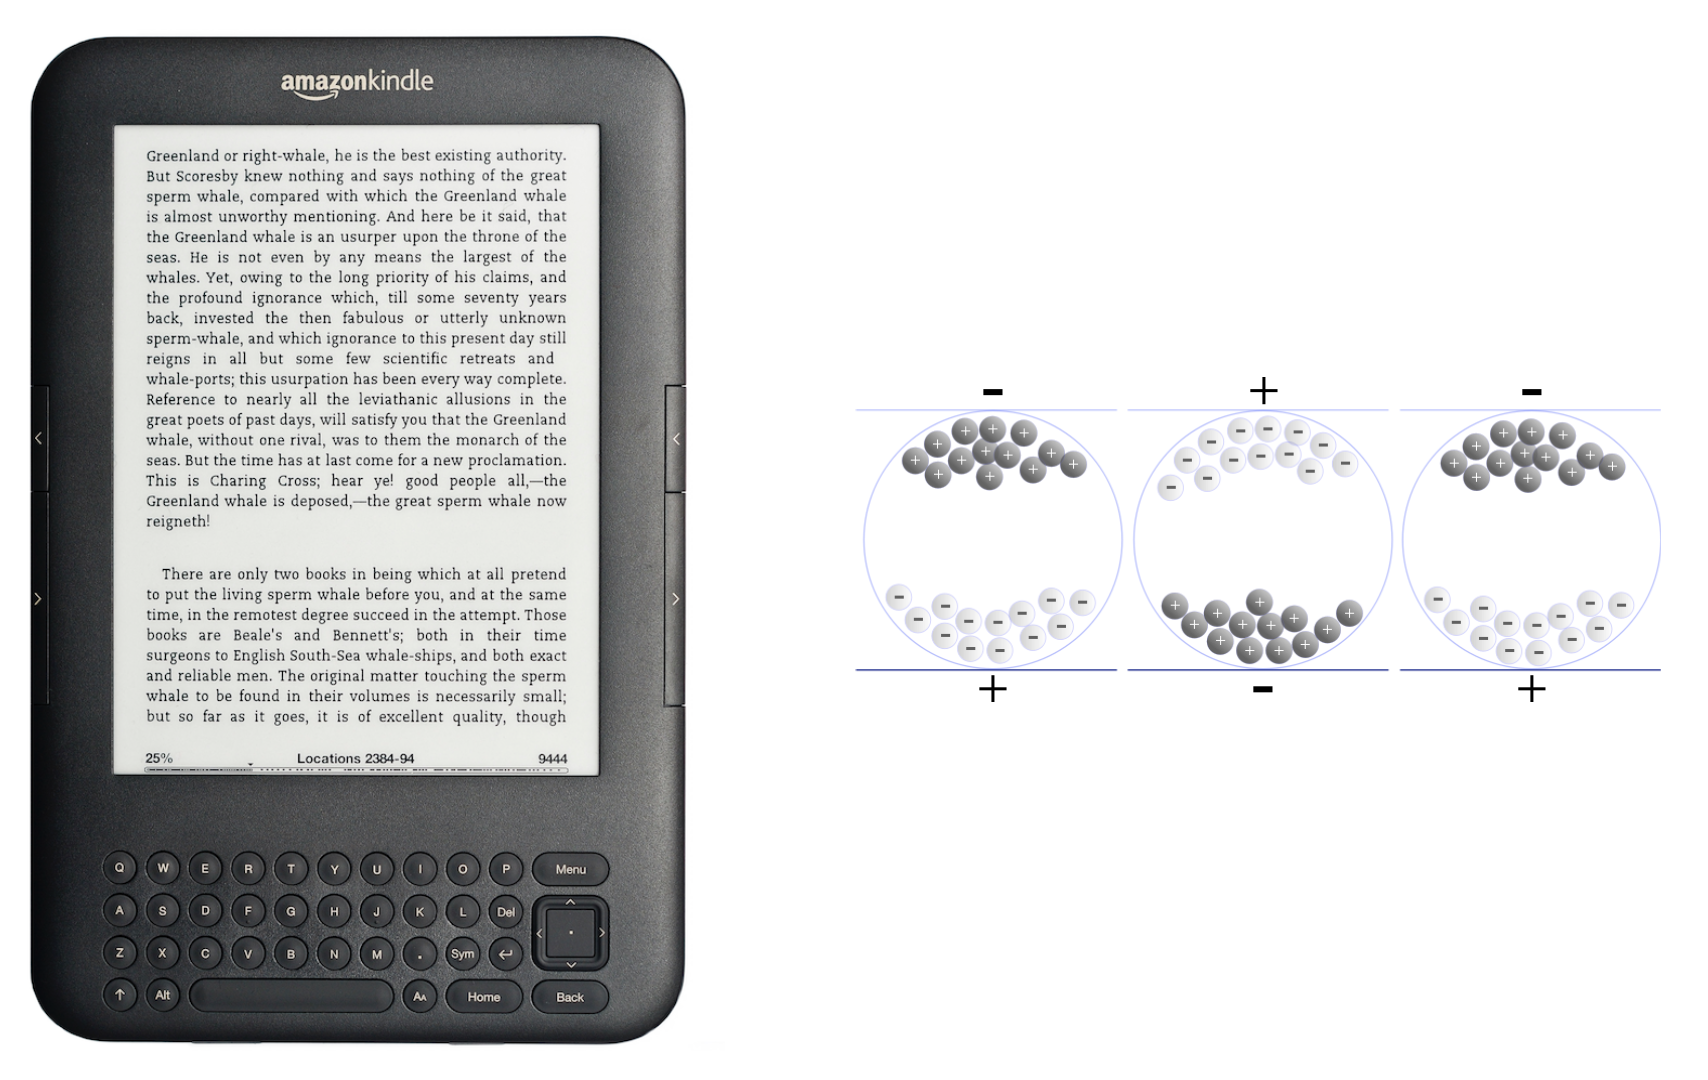 amazonkindle
Greenland or right-whale, he is the best existing authority.
But Scoresby knew nothing and says nothing of the great
sperm whale, compared with which the Greenland whale
is almost unworthy mentioning. And here be it said, that
the Greenland whale is an usurper upon the throne of the
seas. He is not even by any means the largest of the
whales. Yet, owing to the long priority of his claims, and
the profound ignorance which, till some seventy years
back, invested the then fabulous or utterly unknown
sperm-whale, and which ignorance to this present day still
reigns in all but some few scientific retreats and
whale-ports; this usurpation has been every way complete.
Reference to nearly all the leviathanic allusions in the
great poets of past days, will satisfy you that the Greenland
whale, without one rival, was to them the monarch of the
seas. But the time has at last come for a new proclamation.
This is Charing Cross; hear ye! good people all,—the
Greenland whale is deposed,—the great sperm whale now
reigneth!
There are only two books in being which at all pretend
to put the living sperm whale before you, and at the same
time, in the remotest degree succeed in the attempt. Those
books are Beale's and Bennett's; both in their time
surgeons to English South-Sea whale-ships, and both exact
and reliable men. The original matter touching the sperm
whale to be found in their volumes is necessarily small;
but so far as it goes, it is of excellent quality, though
25% Locations 2384-94 9444
Q W E R T Y U I O P Menu
A S D F G H J K L Del
Z X C V B N M . Sym ↵
↑ Alt AA Home Back
- + -
+ - +